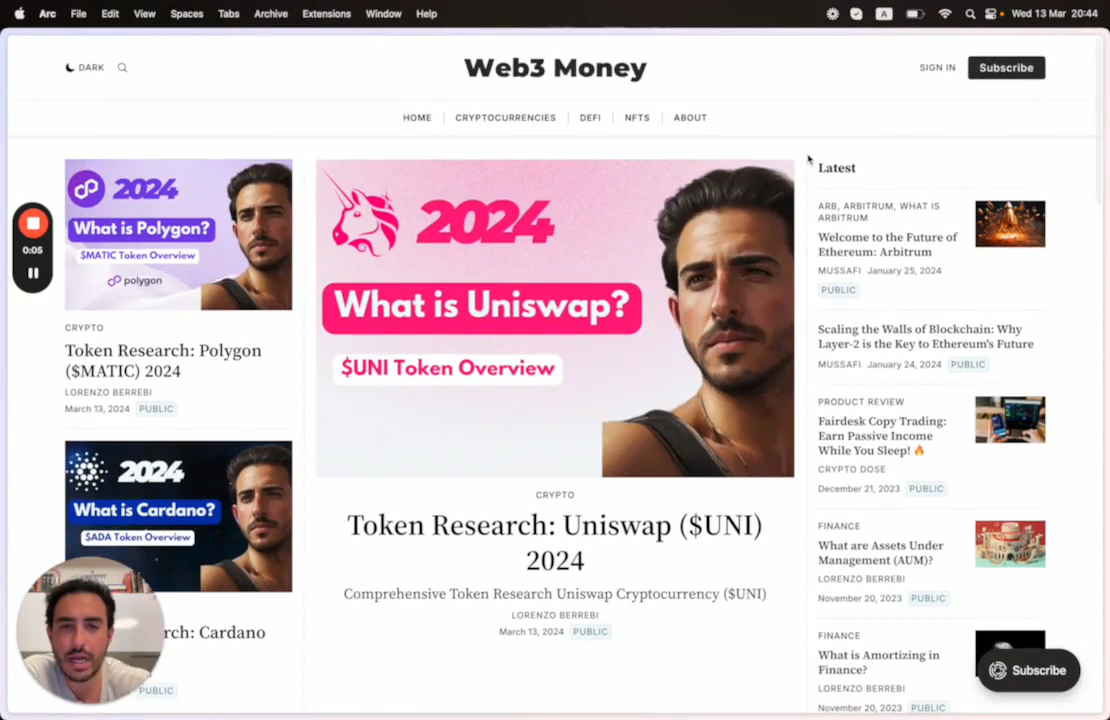 Arc File Edit View Spaces Tabs Archive Extensions Window Help
A Wed 13 Mar 20:44
DARK
Web3 Money
SIGN IN
Subscribe
HOME
CRYPTOCURRENCIES
DEFI
NFTS
ABOUT
0:05
2024
What is Polygon?
$MATIC Token Overview
polygon
CRYPTO
Token Research: Polygon
($MATIC) 2024
LORENZO BERREBI
March 13, 2024 PUBLIC
2024
What is Cardano?
$ADA Token Overview
rch: Cardano
PUBLIC
2024
What is Uniswap?
$UNI Token Overview
CRYPTO
Token Research: Uniswap ($UNI)
2024
Comprehensive Token Research Uniswap Cryptocurrency ($UNI)
LORENZO BERREBI
March 13, 2024 PUBLIC
Latest
ARB, ARBITRUM, WHAT IS
ARBITRUM
Welcome to the Future of
Ethereum: Arbitrum
MUSSAFI January 25, 2024
PUBLIC
Scaling the Walls of Blockchain: Why
Layer-2 is the Key to Ethereum's Future
MUSSAFI January 24, 2024 PUBLIC
PRODUCT REVIEW
Fairdesk Copy Trading:
Earn Passive Income
While You Sleep! 🔥
CRYPTO DOSE
December 21, 2023 PUBLIC
FINANCE
What are Assets Under
Management (AUM)?
LORENZO BERREBI
November 20, 2023 PUBLIC
FINANCE
What is Amortizing in
Finance?
LORENZO BERREBI
November 20, 2023 PUBLIC
Subscribe